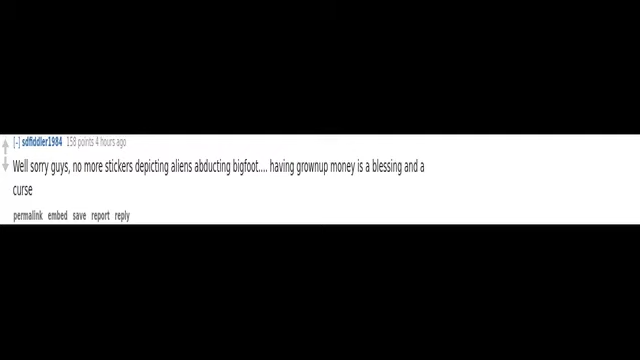 [-] sdfiddler1984 158 points 4 hours ago
Well sorry guys, no more stickers depicting aliens abducting bigfoot.... having grownup money is a blessing and a
curse
permalink embed save report reply